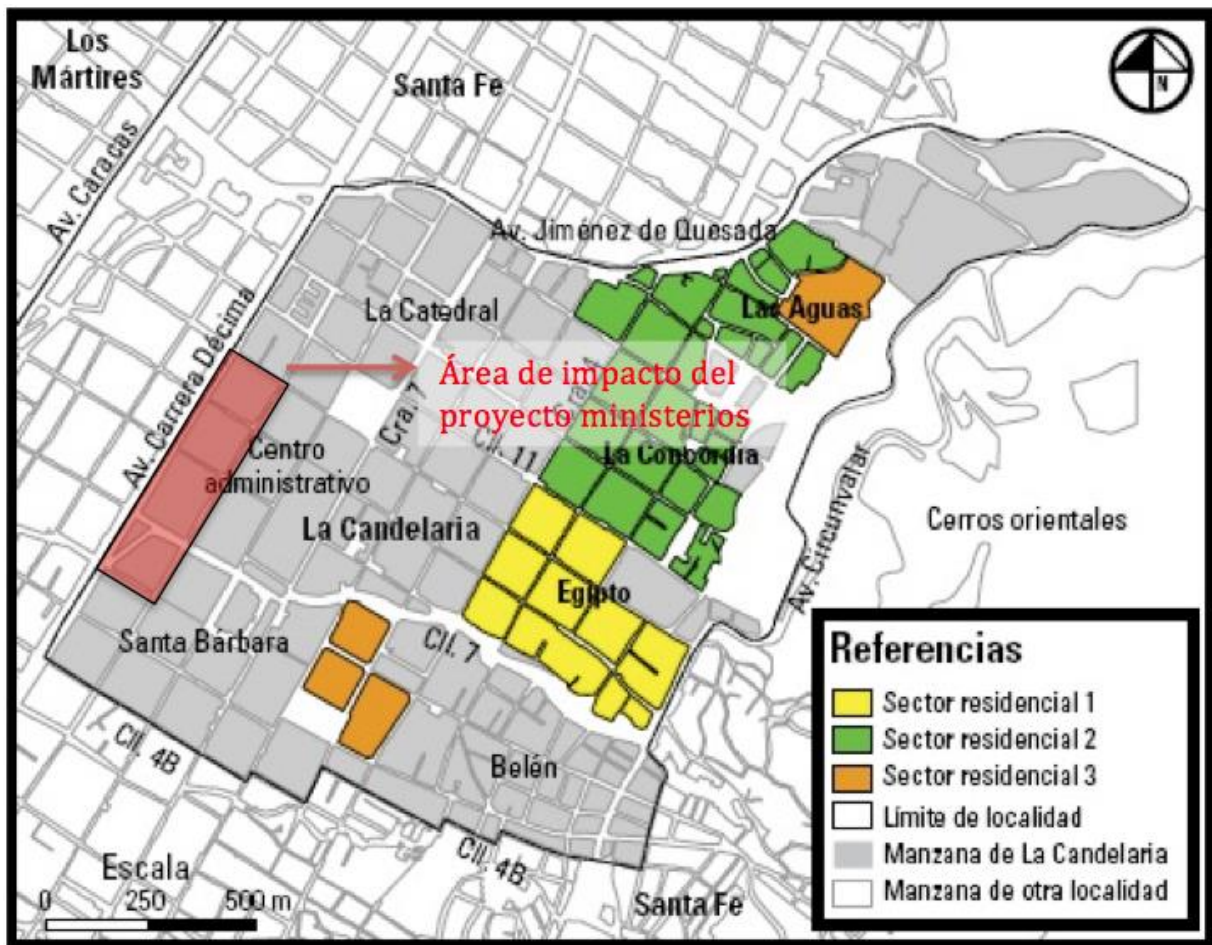 Los
Mártires
Santa Fe
N
Av. Caracas
Av. Jiménez de Quesada
La Catedral
Las Aguas
Av. Carrera Décima
Área de impacto del
proyecto ministerios
Cra. 7
Cll. 11
La Concordia
Centro
administrativo
La Candelaria
Cerros orientales
Av. Circunvalar
Egipto
Santa Bárbara
Cll. 7
Cll. 4B
Belén
Cll. 4B
Santa Fe
Escala
0 250 500 m
Referencias
Sector residencial 1
Sector residencial 2
Sector residencial 3
Límite de localidad
Manzana de La Candelaria
Manzana de otra localidad